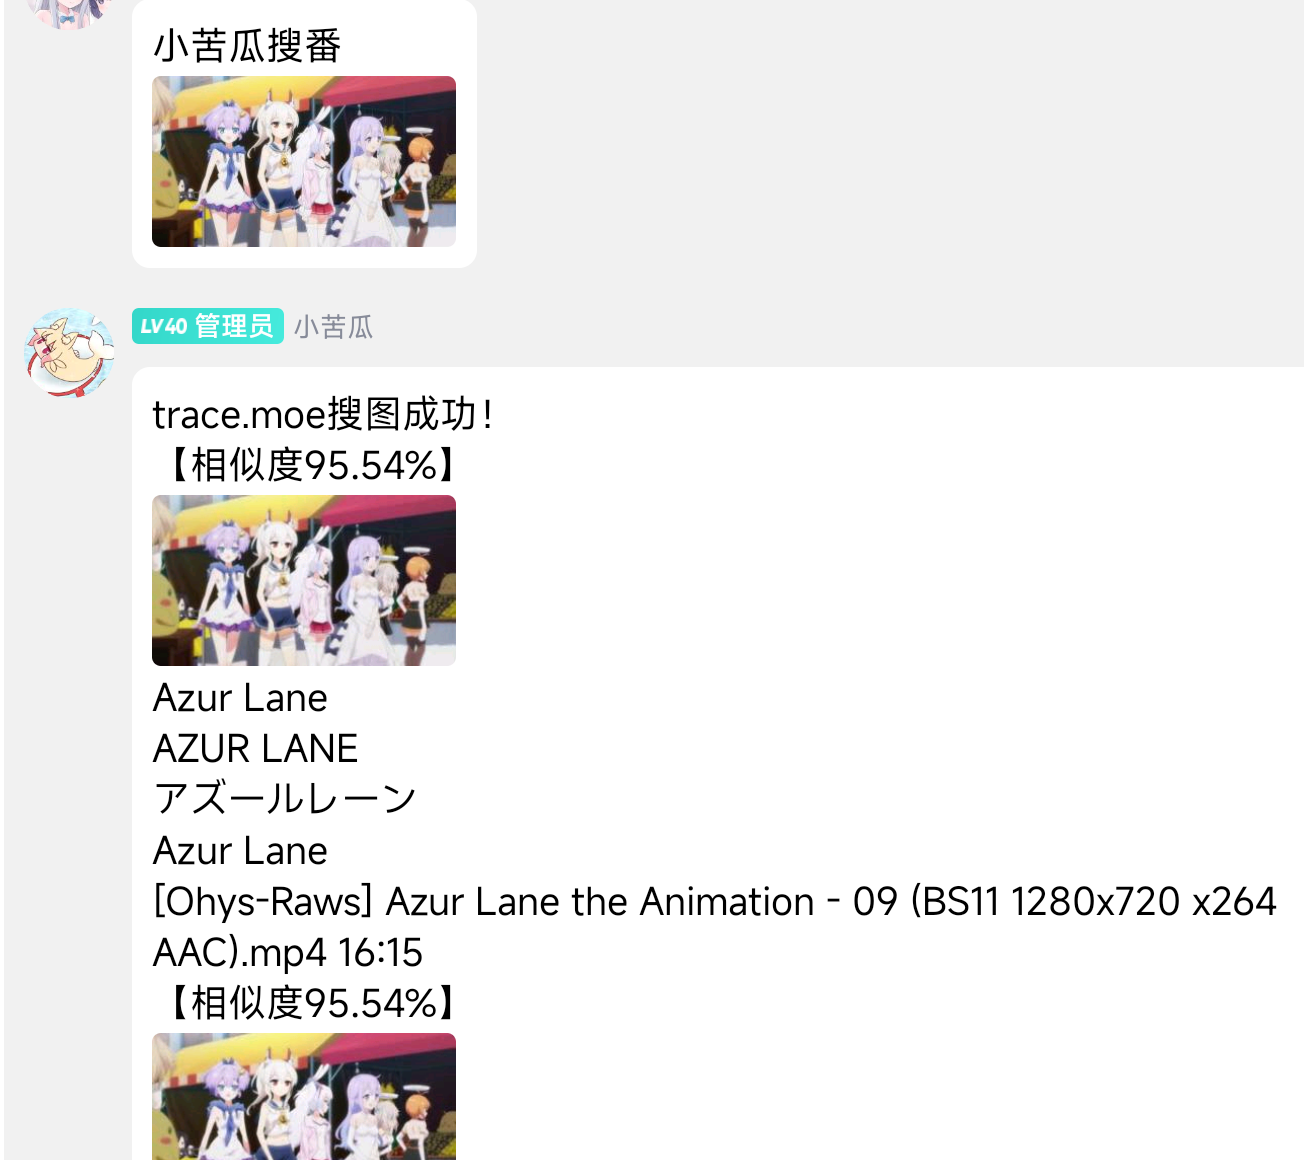 小苦瓜搜番
LV40 管理员 小苦瓜
trace.moe搜图成功！
【相似度95.54%】
Azur Lane
AZUR LANE
アズールレーン
Azur Lane
[Ohys-Raws] Azur Lane the Animation - 09 (BS11 1280x720 x264
AAC).mp4 16:15
【相似度95.54%】